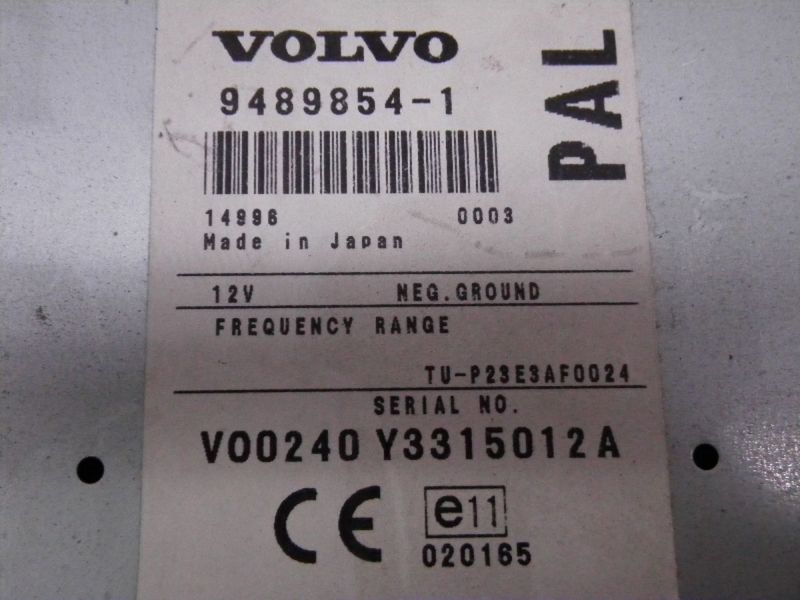 VOLVO
PAL
9489854-1
14996 0003
Made in Japan
12V NEG.GROUND
FREQUENCY RANGE
TU-P23E3AF0024
SERIAL NO.
V00240 Y3315012A
CE e11
020165